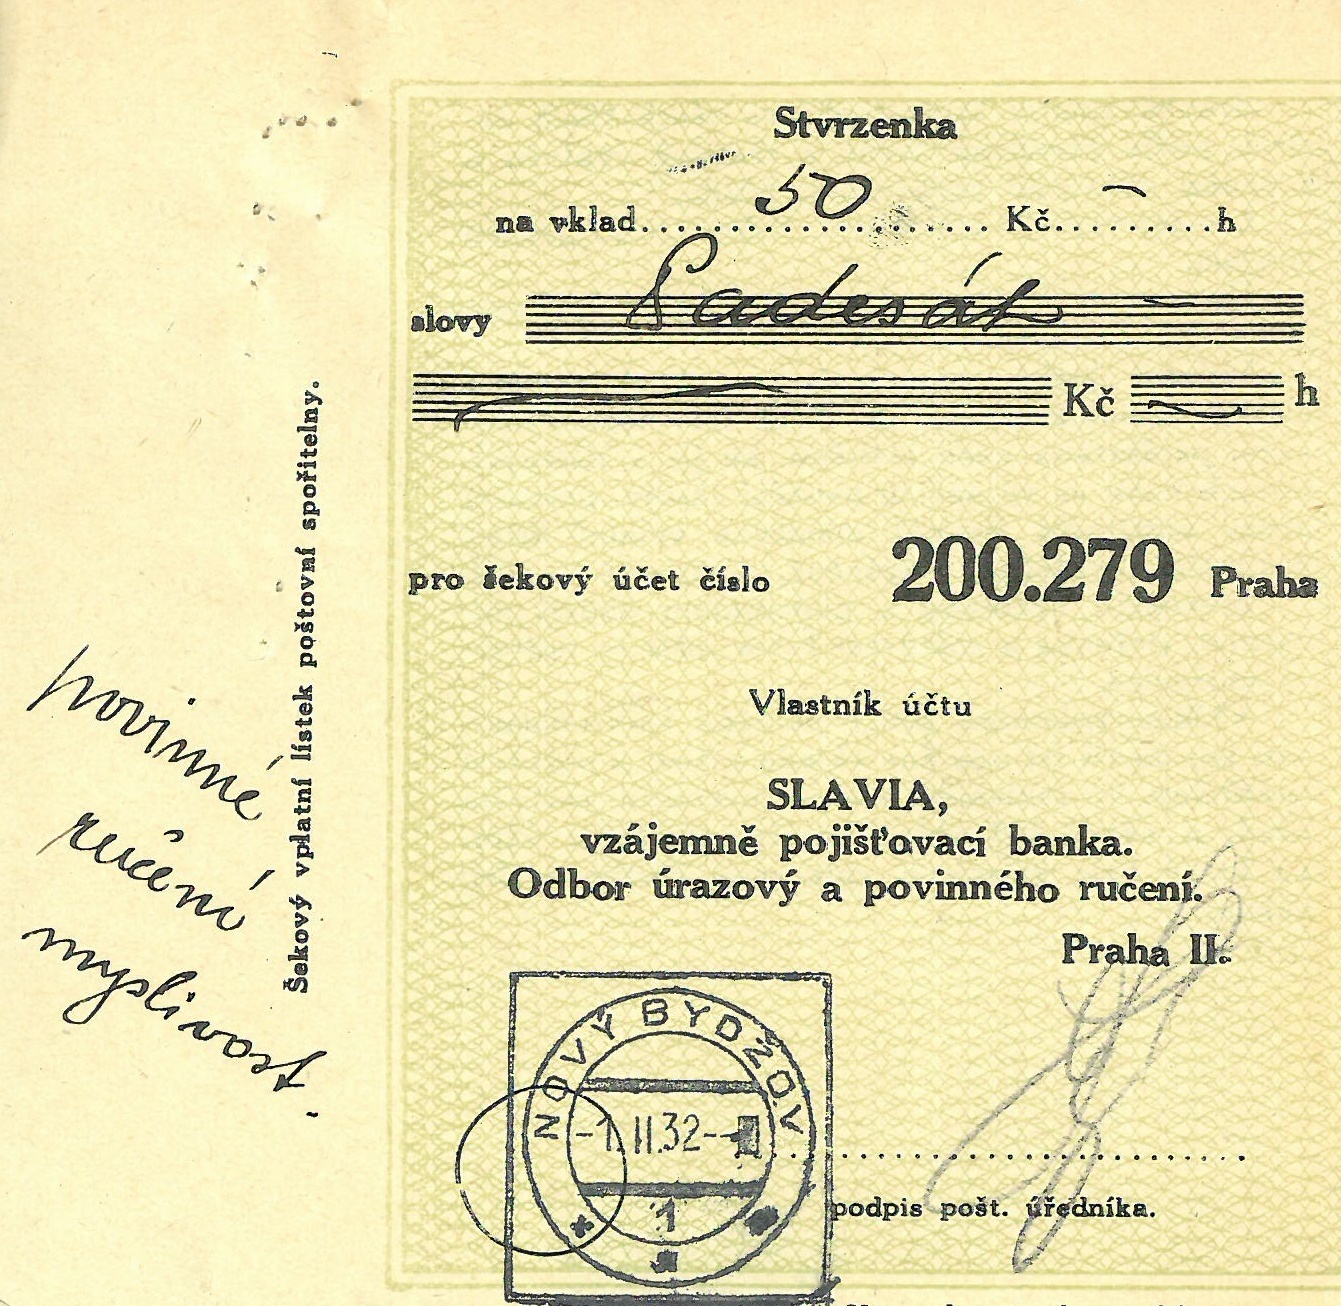 Stvrzenka
na vklad 50 Kč - h
slovy Padesát -
Kč h
pro šekový účet číslo 200.279 Praha
Vlastník účtu
SLAVIA,
vzájemně pojišťovací banka.
Odbor úrazový a povinného ručení.
Praha II.
NOVÝ BYDŽOV
-1.II.32-
1
podpis pošt. úředníka.
Šekový vplatní lístek poštovní spořitelny.
povinné
ručení